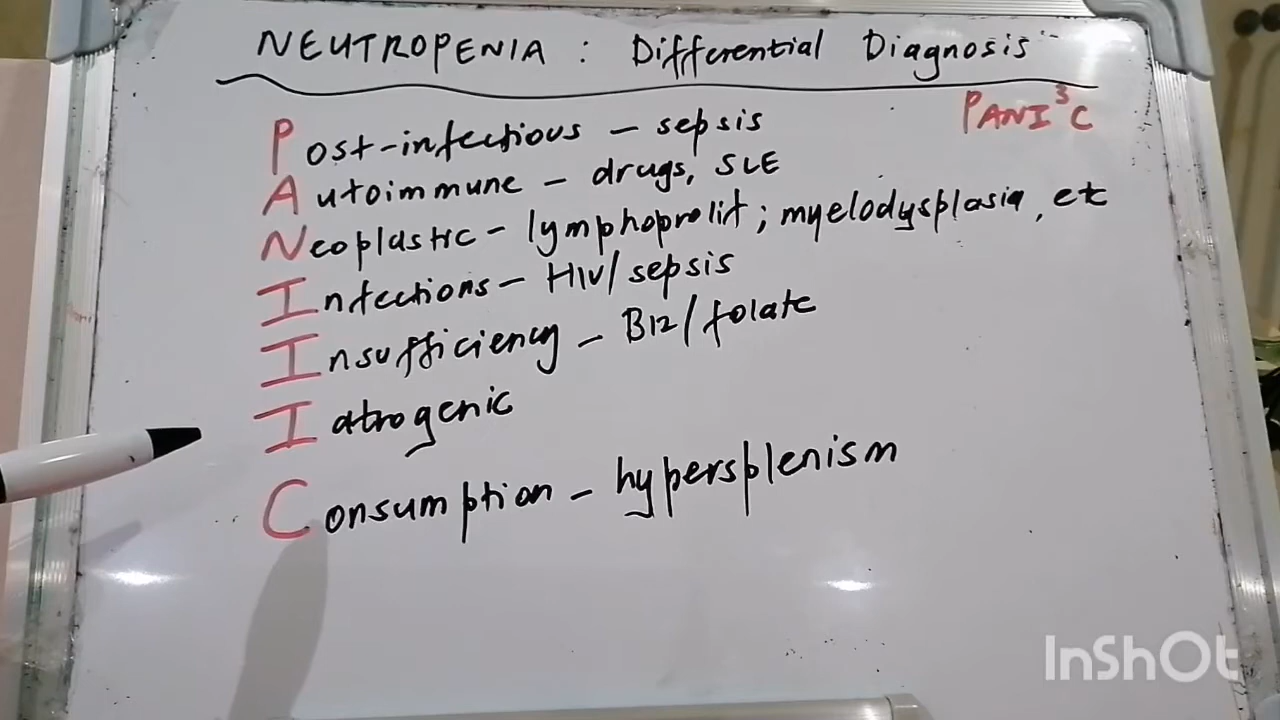 NEUTROPENIA : Differential Diagnosis
PANI³C
Post-infectious - sepsis
Autoimmune - drugs, SLE
Neoplastic - lymphoprolift; myelodysplasia, etc
Infections - HIV/sepsis
Insufficiency - B12/folate
Iatrogenic
Consumption - hypersplenism
InShOt